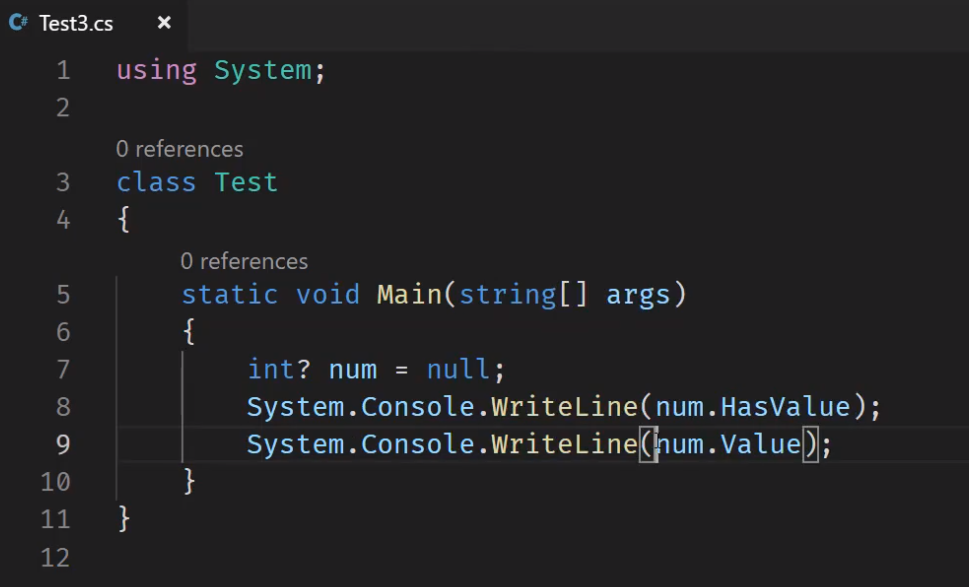 C# Test3.cs ×
1 using System;
2
0 references
3 class Test
4 {
0 references
5 static void Main(string[] args)
6 {
7 int? num = null;
8 System.Console.WriteLine(num.HasValue);
9 System.Console.WriteLine(num.Value);
10 }
11 }
12